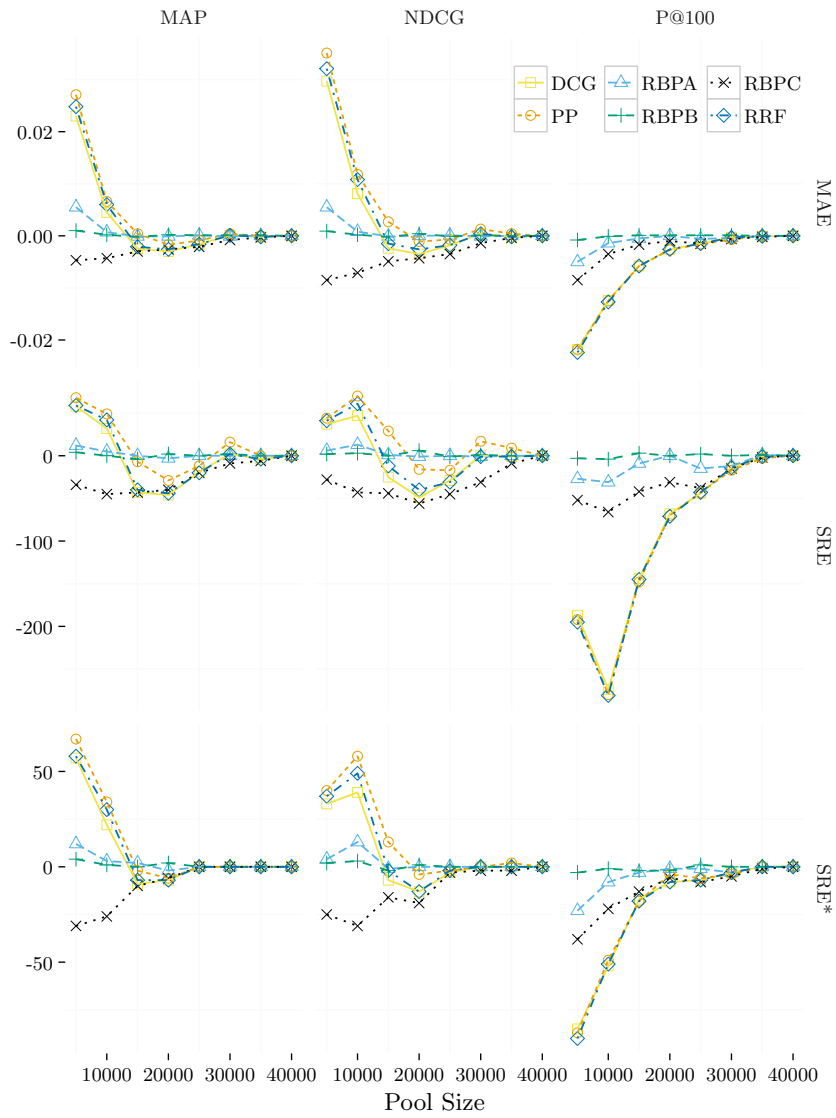 MAP NDCG P@100
DCG RBPA RBPC
PP RBPB RRF
0.02
0.00
-0.02
MAE
0
-100
-200
SRE
50
0
-50
SRE*
10000 20000 30000 40000 10000 20000 30000 40000 10000 20000 30000 40000
Pool Size